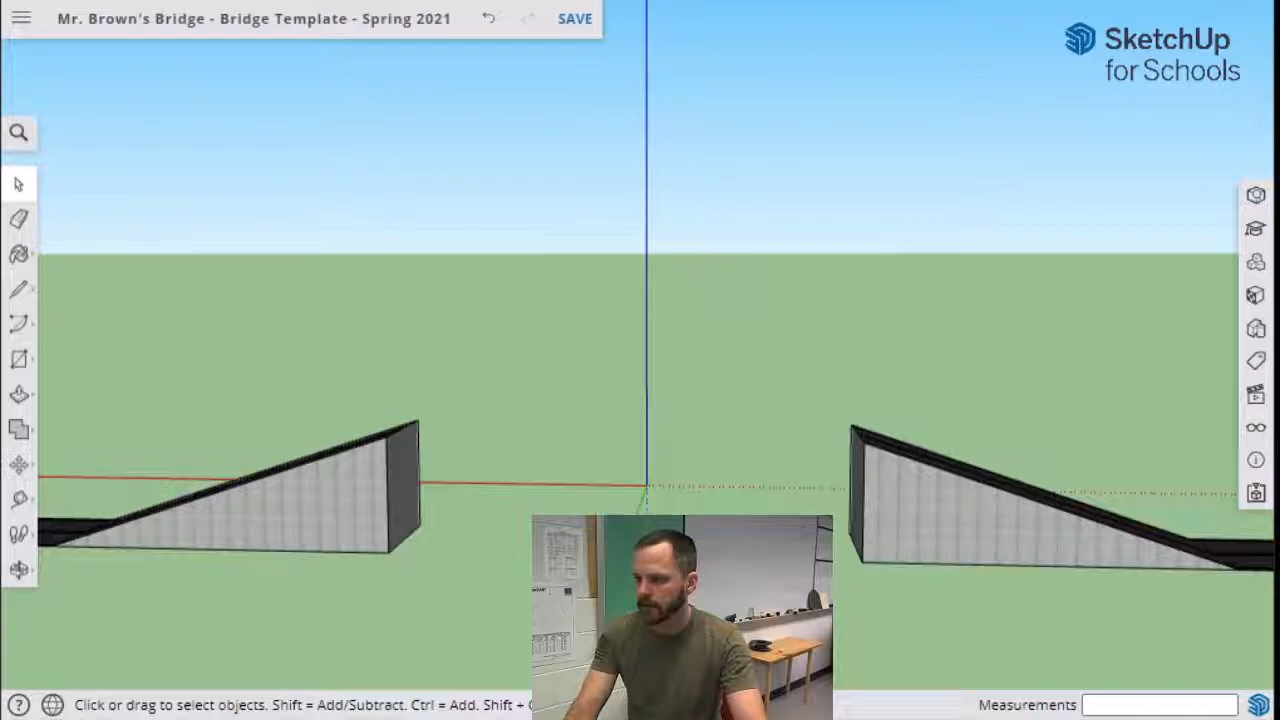 Mr. Brown's Bridge - Bridge Template - Spring 2021
SAVE
SketchUp
for Schools
Click or drag to select objects. Shift = Add/Subtract. Ctrl = Add. Shift +
Measurements